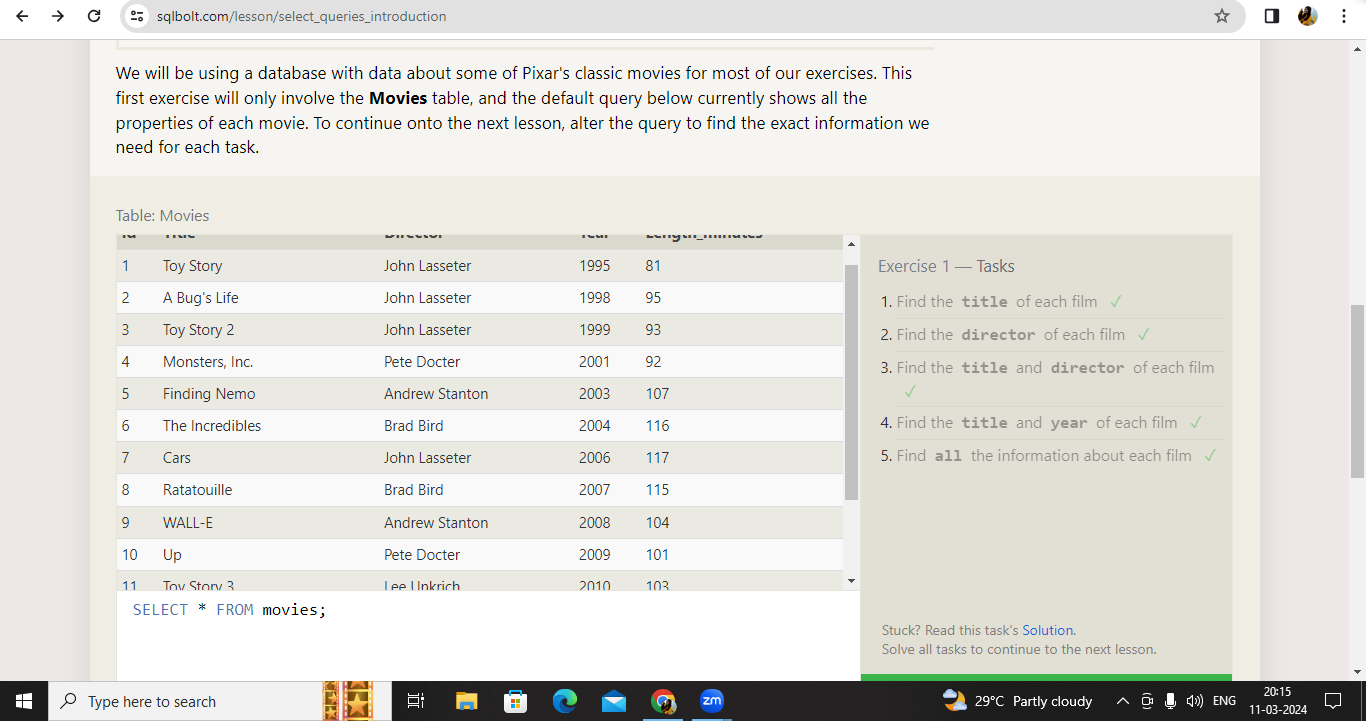 sqlbolt.com/lesson/select_queries_introduction
We will be using a database with data about some of Pixar's classic movies for most of our exercises. This
first exercise will only involve the Movies table, and the default query below currently shows all the
properties of each movie. To continue onto the next lesson, alter the query to find the exact information we
need for each task.
Table: Movies
Id Title Director Year Length_minutes
1 Toy Story John Lasseter 1995 81
2 A Bug's Life John Lasseter 1998 95
3 Toy Story 2 John Lasseter 1999 93
4 Monsters, Inc. Pete Docter 2001 92
5 Finding Nemo Andrew Stanton 2003 107
6 The Incredibles Brad Bird 2004 116
7 Cars John Lasseter 2006 117
8 Ratatouille Brad Bird 2007 115
9 WALL-E Andrew Stanton 2008 104
10 Up Pete Docter 2009 101
11 Toy Story 3 Lee Unkrich 2010 103
SELECT * FROM movies;
Exercise 1 — Tasks
1. Find the title of each film ✓
2. Find the director of each film ✓
3. Find the title and director of each film
✓
4. Find the title and year of each film ✓
5. Find all the information about each film ✓
Stuck? Read this task's Solution.
Solve all tasks to continue to the next lesson.
Type here to search
zm
29°C Partly cloudy
ENG
20:15
11-03-2024